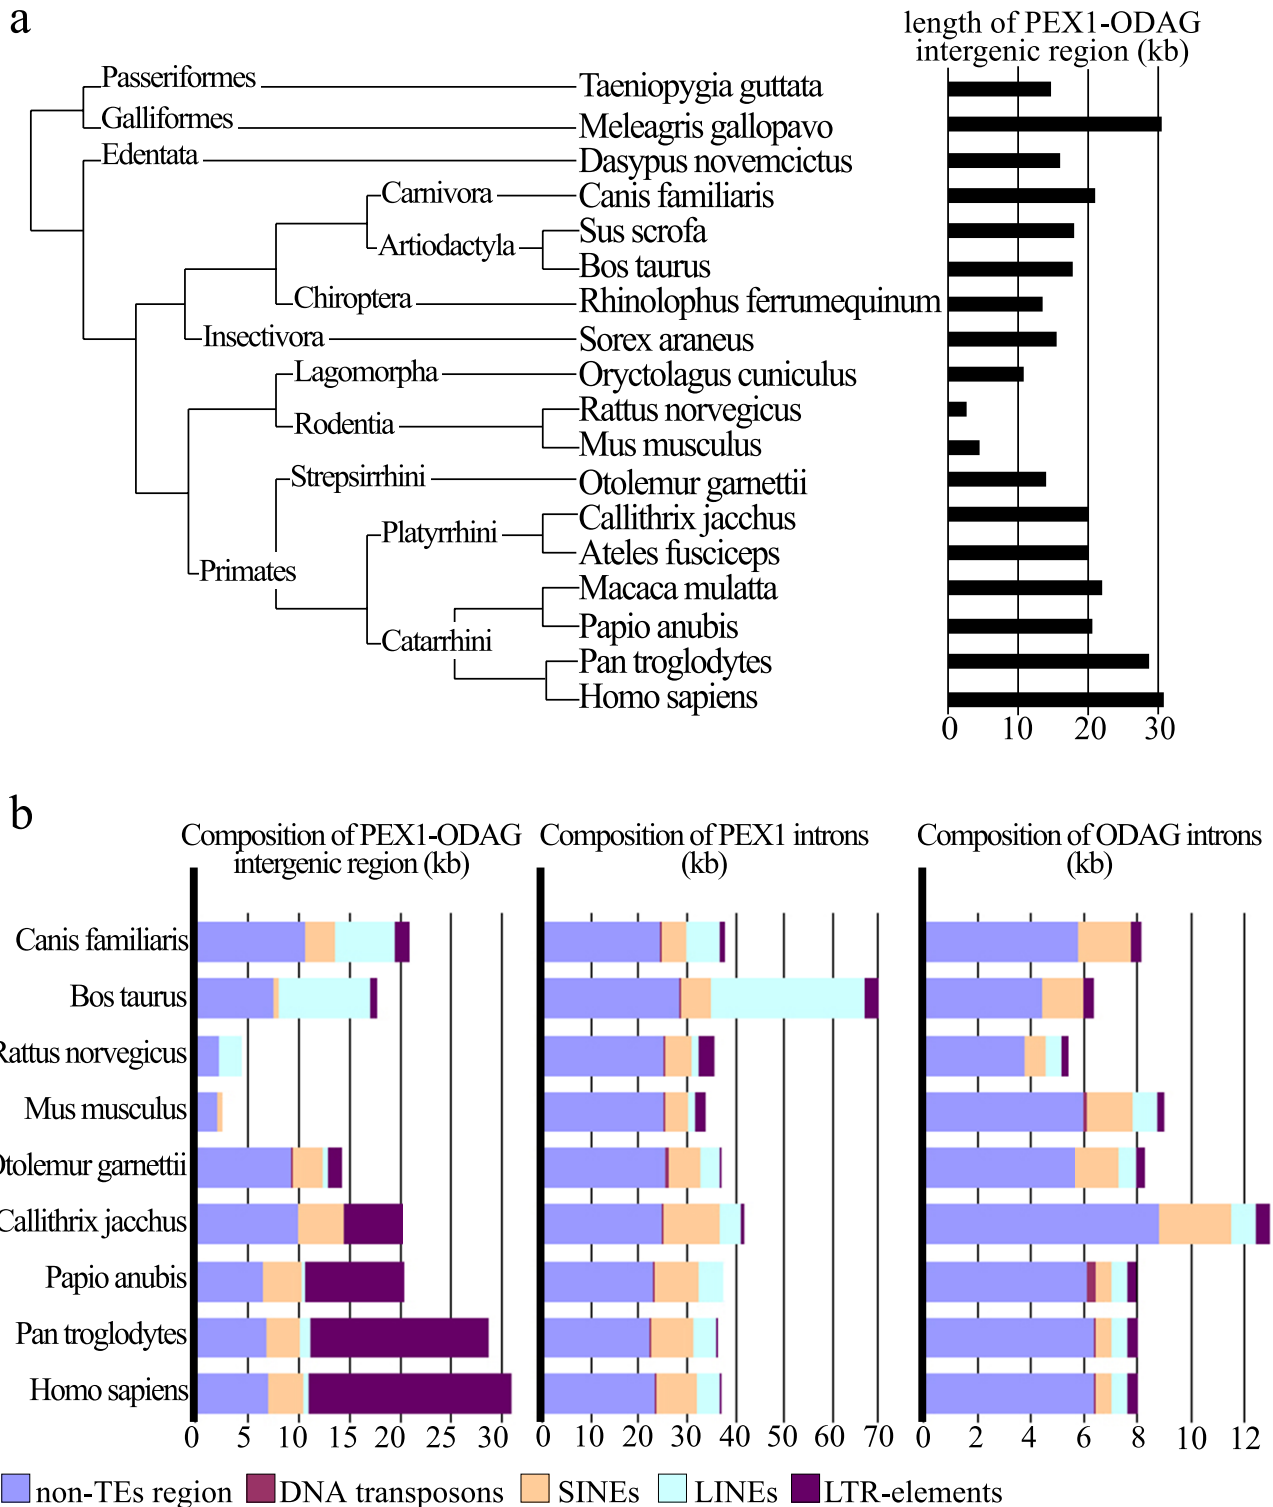 a
length of PEX1-ODAG
intergenic region (kb)
Passeriformes
Taeniopygia guttata
Galliformes
Meleagris gallopavo
Edentata
Dasypus novemcictus
Carnivora
Canis familiaris
Artiodactyla
Sus scrofa
Bos taurus
Chiroptera
Rhinolophus ferrumequinum
Insectivora
Sorex araneus
Lagomorpha
Oryctolagus cuniculus
Rodentia
Rattus norvegicus
Mus musculus
Strepsirrhini
Otolemur garnettii
Platyrrhini
Callithrix jacchus
Ateles fusciceps
Primates
Macaca mulatta
Catarrhini
Papio anubis
Pan troglodytes
Homo sapiens
0 10 20 30
b
Composition of PEX1-ODAG
intergenic region (kb)
Composition of PEX1 introns
(kb)
Composition of ODAG introns
(kb)
Canis familiaris
Bos taurus
Rattus norvegicus
Mus musculus
Otolemur garnettii
Callithrix jacchus
Papio anubis
Pan troglodytes
Homo sapiens
0 5 10 15 20 25 30
0 10 20 30 40 50 60 70
0 2 4 6 8 10 12
non-TEs region DNA transposons SINEs LINEs LTR-elements